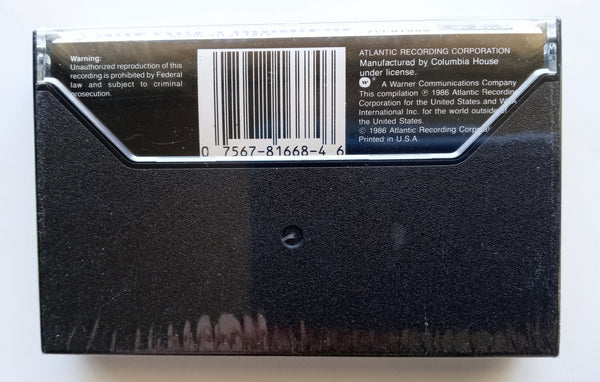 Warning:
Unauthorized reproduction of this
recording is prohibited by Federal
law and subject to criminal
prosecution.
ATLANTIC RECORDING CORPORATION
Manufactured by Columbia House
under license.
A Warner Communications Company
This compilation ℗ 1986 Atlantic Recording
Corporation for the United States and WEA
International Inc. for the world outside of
the United States.
© 1986 Atlantic Recording Corporation
Printed in U.S.A.
0 7567-81668-4 6